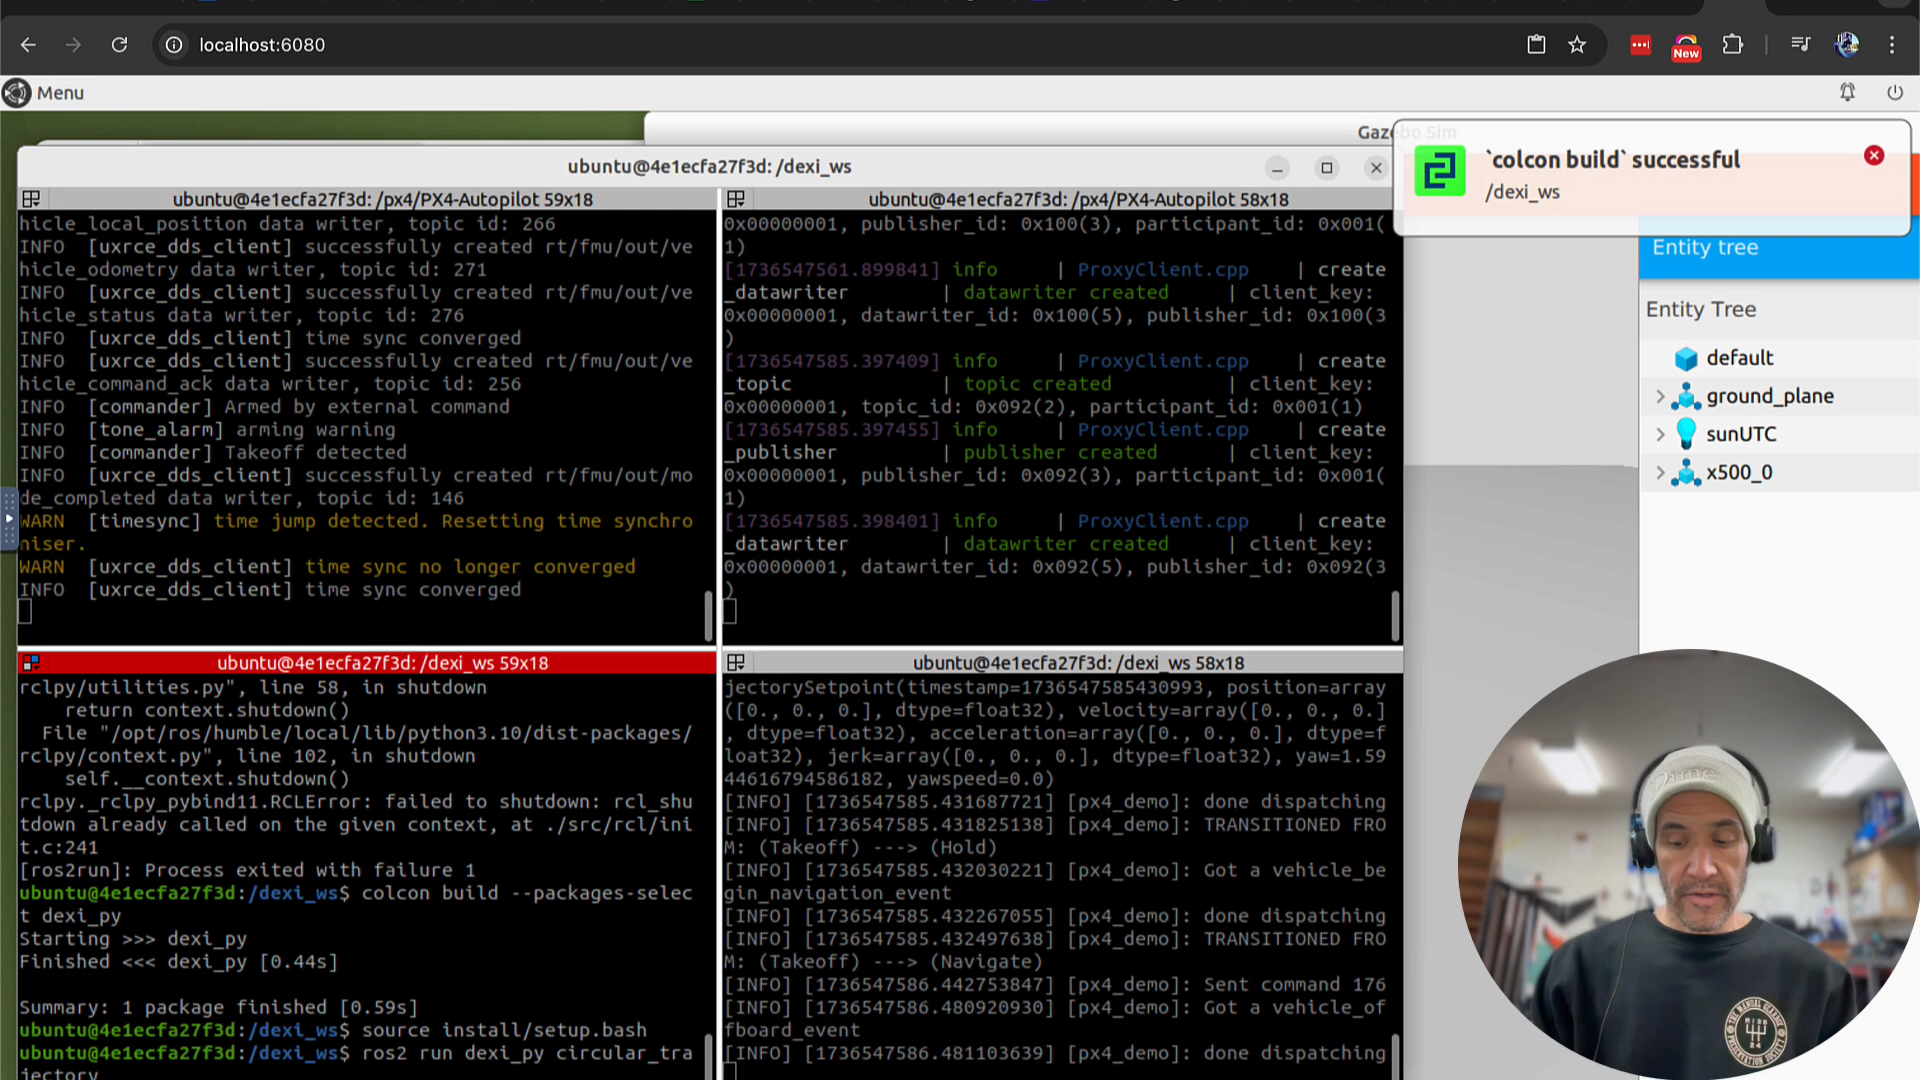 localhost:6080
New
Menu
Gazebo Sim
`colcon build` successful
/dexi_ws
ubuntu@4e1ecfa27f3d: /dexi_ws
ubuntu@4e1ecfa27f3d: /px4/PX4-Autopilot 59x18
hicle_local_position data writer, topic id: 266
INFO  [uxrce_dds_client] successfully created rt/fmu/out/ve
hicle_odometry data writer, topic id: 271
INFO  [uxrce_dds_client] successfully created rt/fmu/out/ve
hicle_status data writer, topic id: 276
INFO  [uxrce_dds_client] time sync converged
INFO  [uxrce_dds_client] successfully created rt/fmu/out/ve
hicle_command_ack data writer, topic id: 256
INFO  [commander] Armed by external command
INFO  [tone_alarm] arming warning
INFO  [commander] Takeoff detected
INFO  [uxrce_dds_client] successfully created rt/fmu/out/mo
de_completed data writer, topic id: 146
WARN  [timesync] time jump detected. Resetting time synchro
niser.
WARN  [uxrce_dds_client] time sync no longer converged
INFO  [uxrce_dds_client] time sync converged
ubuntu@4e1ecfa27f3d: /px4/PX4-Autopilot 58x18
0x00000001, publisher_id: 0x100(3), participant_id: 0x001(
1)
[1736547561.899841] info     | ProxyClient.cpp    | create
_datawriter        | datawriter created     | client_key:
0x00000001, datawriter_id: 0x100(5), publisher_id: 0x100(3
)
[1736547585.397409] info     | ProxyClient.cpp    | create
_topic             | topic created          | client_key:
0x00000001, topic_id: 0x092(2), participant_id: 0x001(1)
[1736547585.397455] info     | ProxyClient.cpp    | create
_publisher         | publisher created      | client_key:
0x00000001, publisher_id: 0x092(3), participant_id: 0x001(
1)
[1736547585.398401] info     | ProxyClient.cpp    | create
_datawriter        | datawriter created     | client_key:
0x00000001, datawriter_id: 0x092(5), publisher_id: 0x092(3
)
ubuntu@4e1ecfa27f3d: /dexi_ws 59x18
rclpy/utilities.py", line 58, in shutdown
return context.shutdown()
File "/opt/ros/humble/local/lib/python3.10/dist-packages/
rclpy/context.py", line 102, in shutdown
self.__context.shutdown()
rclpy._rclpy_pybind11.RCLError: failed to shutdown: rcl_shu
tdown already called on the given context, at ./src/rcl/ini
t.c:241
[ros2run]: Process exited with failure 1
ubuntu@4e1ecfa27f3d:/dexi_ws$ colcon build --packages-selec
t dexi_py
Starting >>> dexi_py
Finished <<< dexi_py [0.44s]
Summary: 1 package finished [0.59s]
ubuntu@4e1ecfa27f3d:/dexi_ws$ source install/setup.bash
ubuntu@4e1ecfa27f3d:/dexi_ws$ ros2 run dexi_py circular_tra
jectory
ubuntu@4e1ecfa27f3d: /dexi_ws 58x18
jectorySetpoint(timestamp=1736547585430993, position=array
([0., 0., 0.], dtype=float32), velocity=array([0., 0., 0.]
, dtype=float32), acceleration=array([0., 0., 0.], dtype=f
loat32), jerk=array([0., 0., 0.], dtype=float32), yaw=1.59
446167945 86182, yawspeed=0.0)
[INFO] [1736547585.431687721] [px4_demo]: done dispatching
[INFO] [1736547585.431825138] [px4_demo]: TRANSITIONED FRO
M: (Takeoff) ---> (Hold)
[INFO] [1736547585.432030221] [px4_demo]: Got a vehicle_be
gin_navigation_event
[INFO] [1736547585.432267055] [px4_demo]: done dispatching
[INFO] [1736547585.432497638] [px4_demo]: TRANSITIONED FRO
M: (Takeoff) ---> (Navigate)
[INFO] [1736547586.442753847] [px4_demo]: Sent command 176
[INFO] [1736547586.480920930] [px4_demo]: Got a vehicle_of
fboard_event
[INFO] [1736547586.481103639] [px4_demo]: done dispatching
Entity tree
Entity Tree
default
ground_plane
sunUTC
x500_0